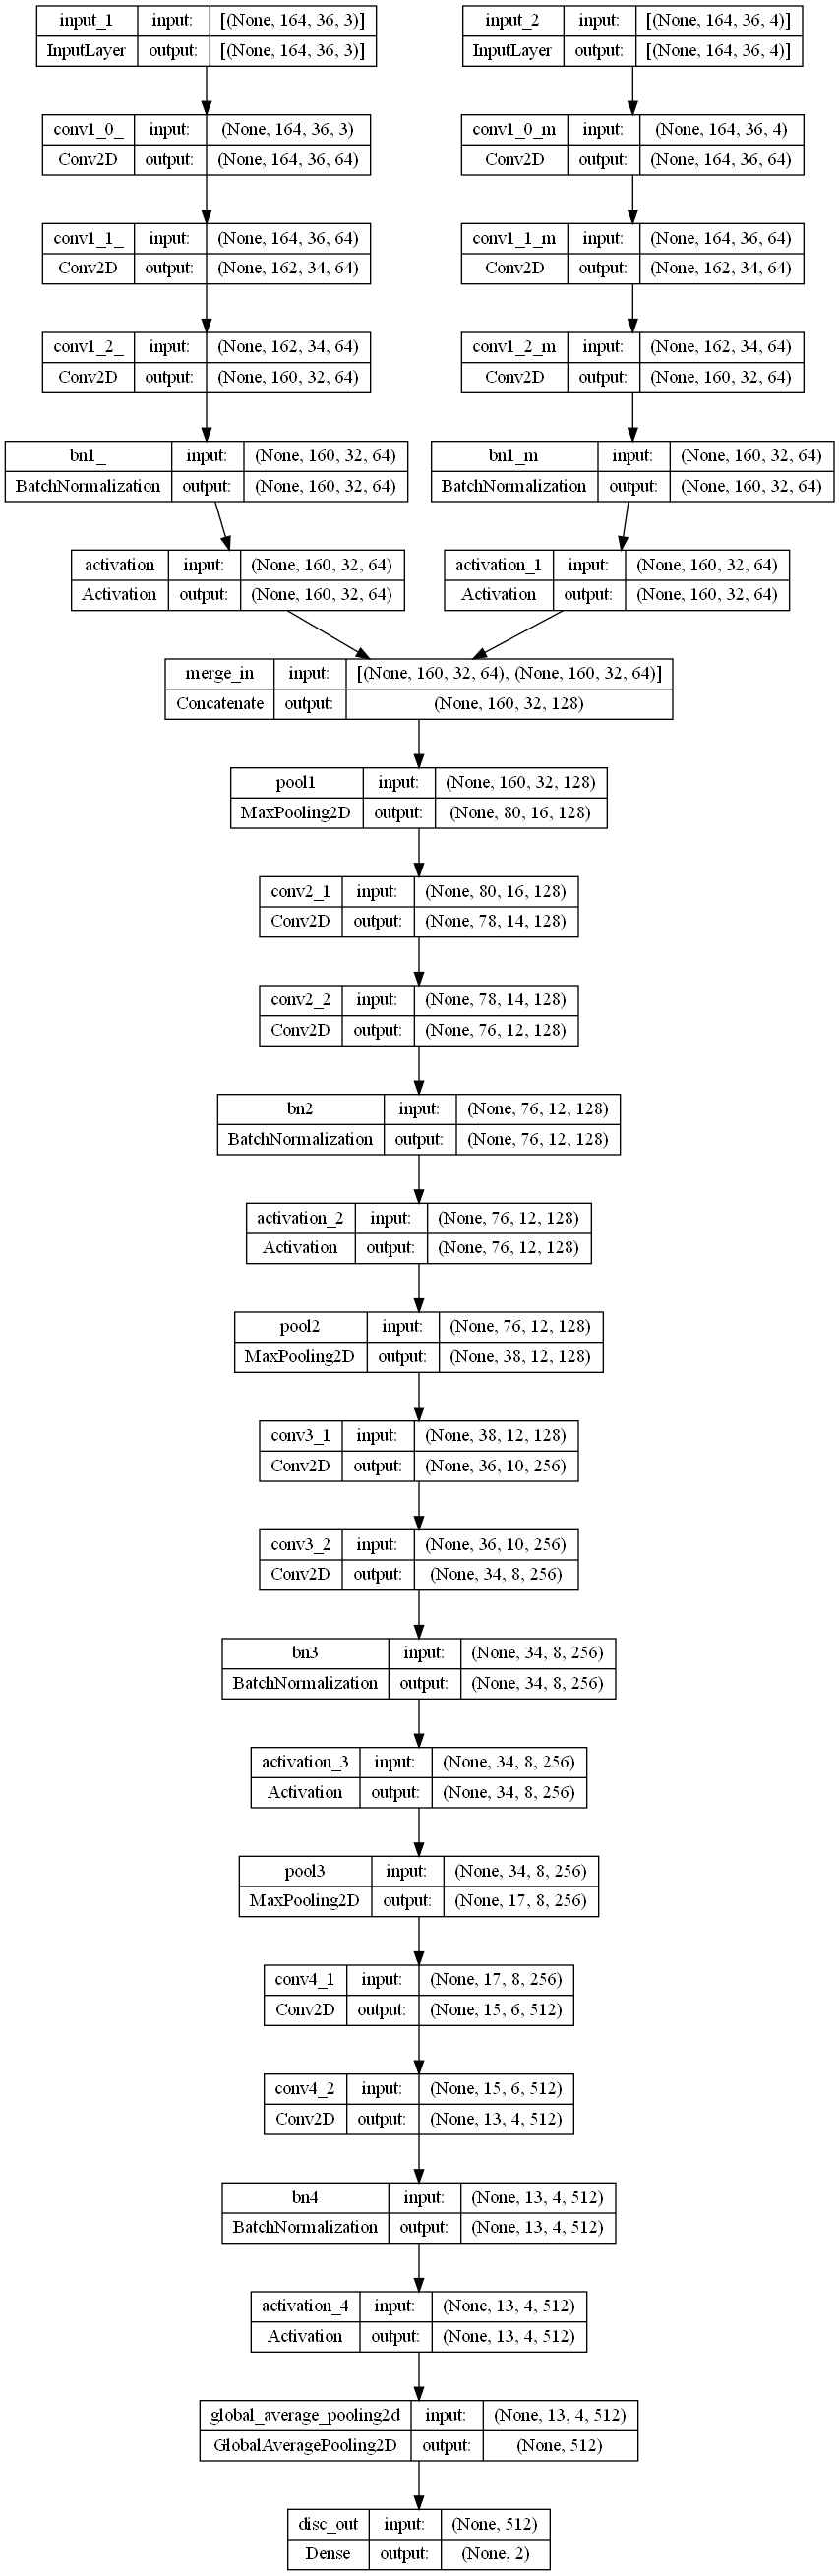 input_1 input: [(None, 164, 36, 3)]
InputLayer output: [(None, 164, 36, 3)]
input_2 input: [(None, 164, 36, 4)]
InputLayer output: [(None, 164, 36, 4)]
conv1_0_ input: (None, 164, 36, 3)
Conv2D output: (None, 164, 36, 64)
conv1_0_m input: (None, 164, 36, 4)
Conv2D output: (None, 164, 36, 64)
conv1_1_ input: (None, 164, 36, 64)
Conv2D output: (None, 162, 34, 64)
conv1_1_m input: (None, 164, 36, 64)
Conv2D output: (None, 162, 34, 64)
conv1_2_ input: (None, 162, 34, 64)
Conv2D output: (None, 160, 32, 64)
conv1_2_m input: (None, 162, 34, 64)
Conv2D output: (None, 160, 32, 64)
bn1_ input: (None, 160, 32, 64)
BatchNormalization output: (None, 160, 32, 64)
bn1_m input: (None, 160, 32, 64)
BatchNormalization output: (None, 160, 32, 64)
activation input: (None, 160, 32, 64)
Activation output: (None, 160, 32, 64)
activation_1 input: (None, 160, 32, 64)
Activation output: (None, 160, 32, 64)
merge_in input: [(None, 160, 32, 64), (None, 160, 32, 64)]
Concatenate output: (None, 160, 32, 128)
pool1 input: (None, 160, 32, 128)
MaxPooling2D output: (None, 80, 16, 128)
conv2_1 input: (None, 80, 16, 128)
Conv2D output: (None, 78, 14, 128)
conv2_2 input: (None, 78, 14, 128)
Conv2D output: (None, 76, 12, 128)
bn2 input: (None, 76, 12, 128)
BatchNormalization output: (None, 76, 12, 128)
activation_2 input: (None, 76, 12, 128)
Activation output: (None, 76, 12, 128)
pool2 input: (None, 76, 12, 128)
MaxPooling2D output: (None, 38, 12, 128)
conv3_1 input: (None, 38, 12, 128)
Conv2D output: (None, 36, 10, 256)
conv3_2 input: (None, 36, 10, 256)
Conv2D output: (None, 34, 8, 256)
bn3 input: (None, 34, 8, 256)
BatchNormalization output: (None, 34, 8, 256)
activation_3 input: (None, 34, 8, 256)
Activation output: (None, 34, 8, 256)
pool3 input: (None, 34, 8, 256)
MaxPooling2D output: (None, 17, 8, 256)
conv4_1 input: (None, 17, 8, 256)
Conv2D output: (None, 15, 6, 512)
conv4_2 input: (None, 15, 6, 512)
Conv2D output: (None, 13, 4, 512)
bn4 input: (None, 13, 4, 512)
BatchNormalization output: (None, 13, 4, 512)
activation_4 input: (None, 13, 4, 512)
Activation output: (None, 13, 4, 512)
global_average_pooling2d input: (None, 13, 4, 512)
GlobalAveragePooling2D output: (None, 512)
disc_out input: (None, 512)
Dense output: (None, 2)